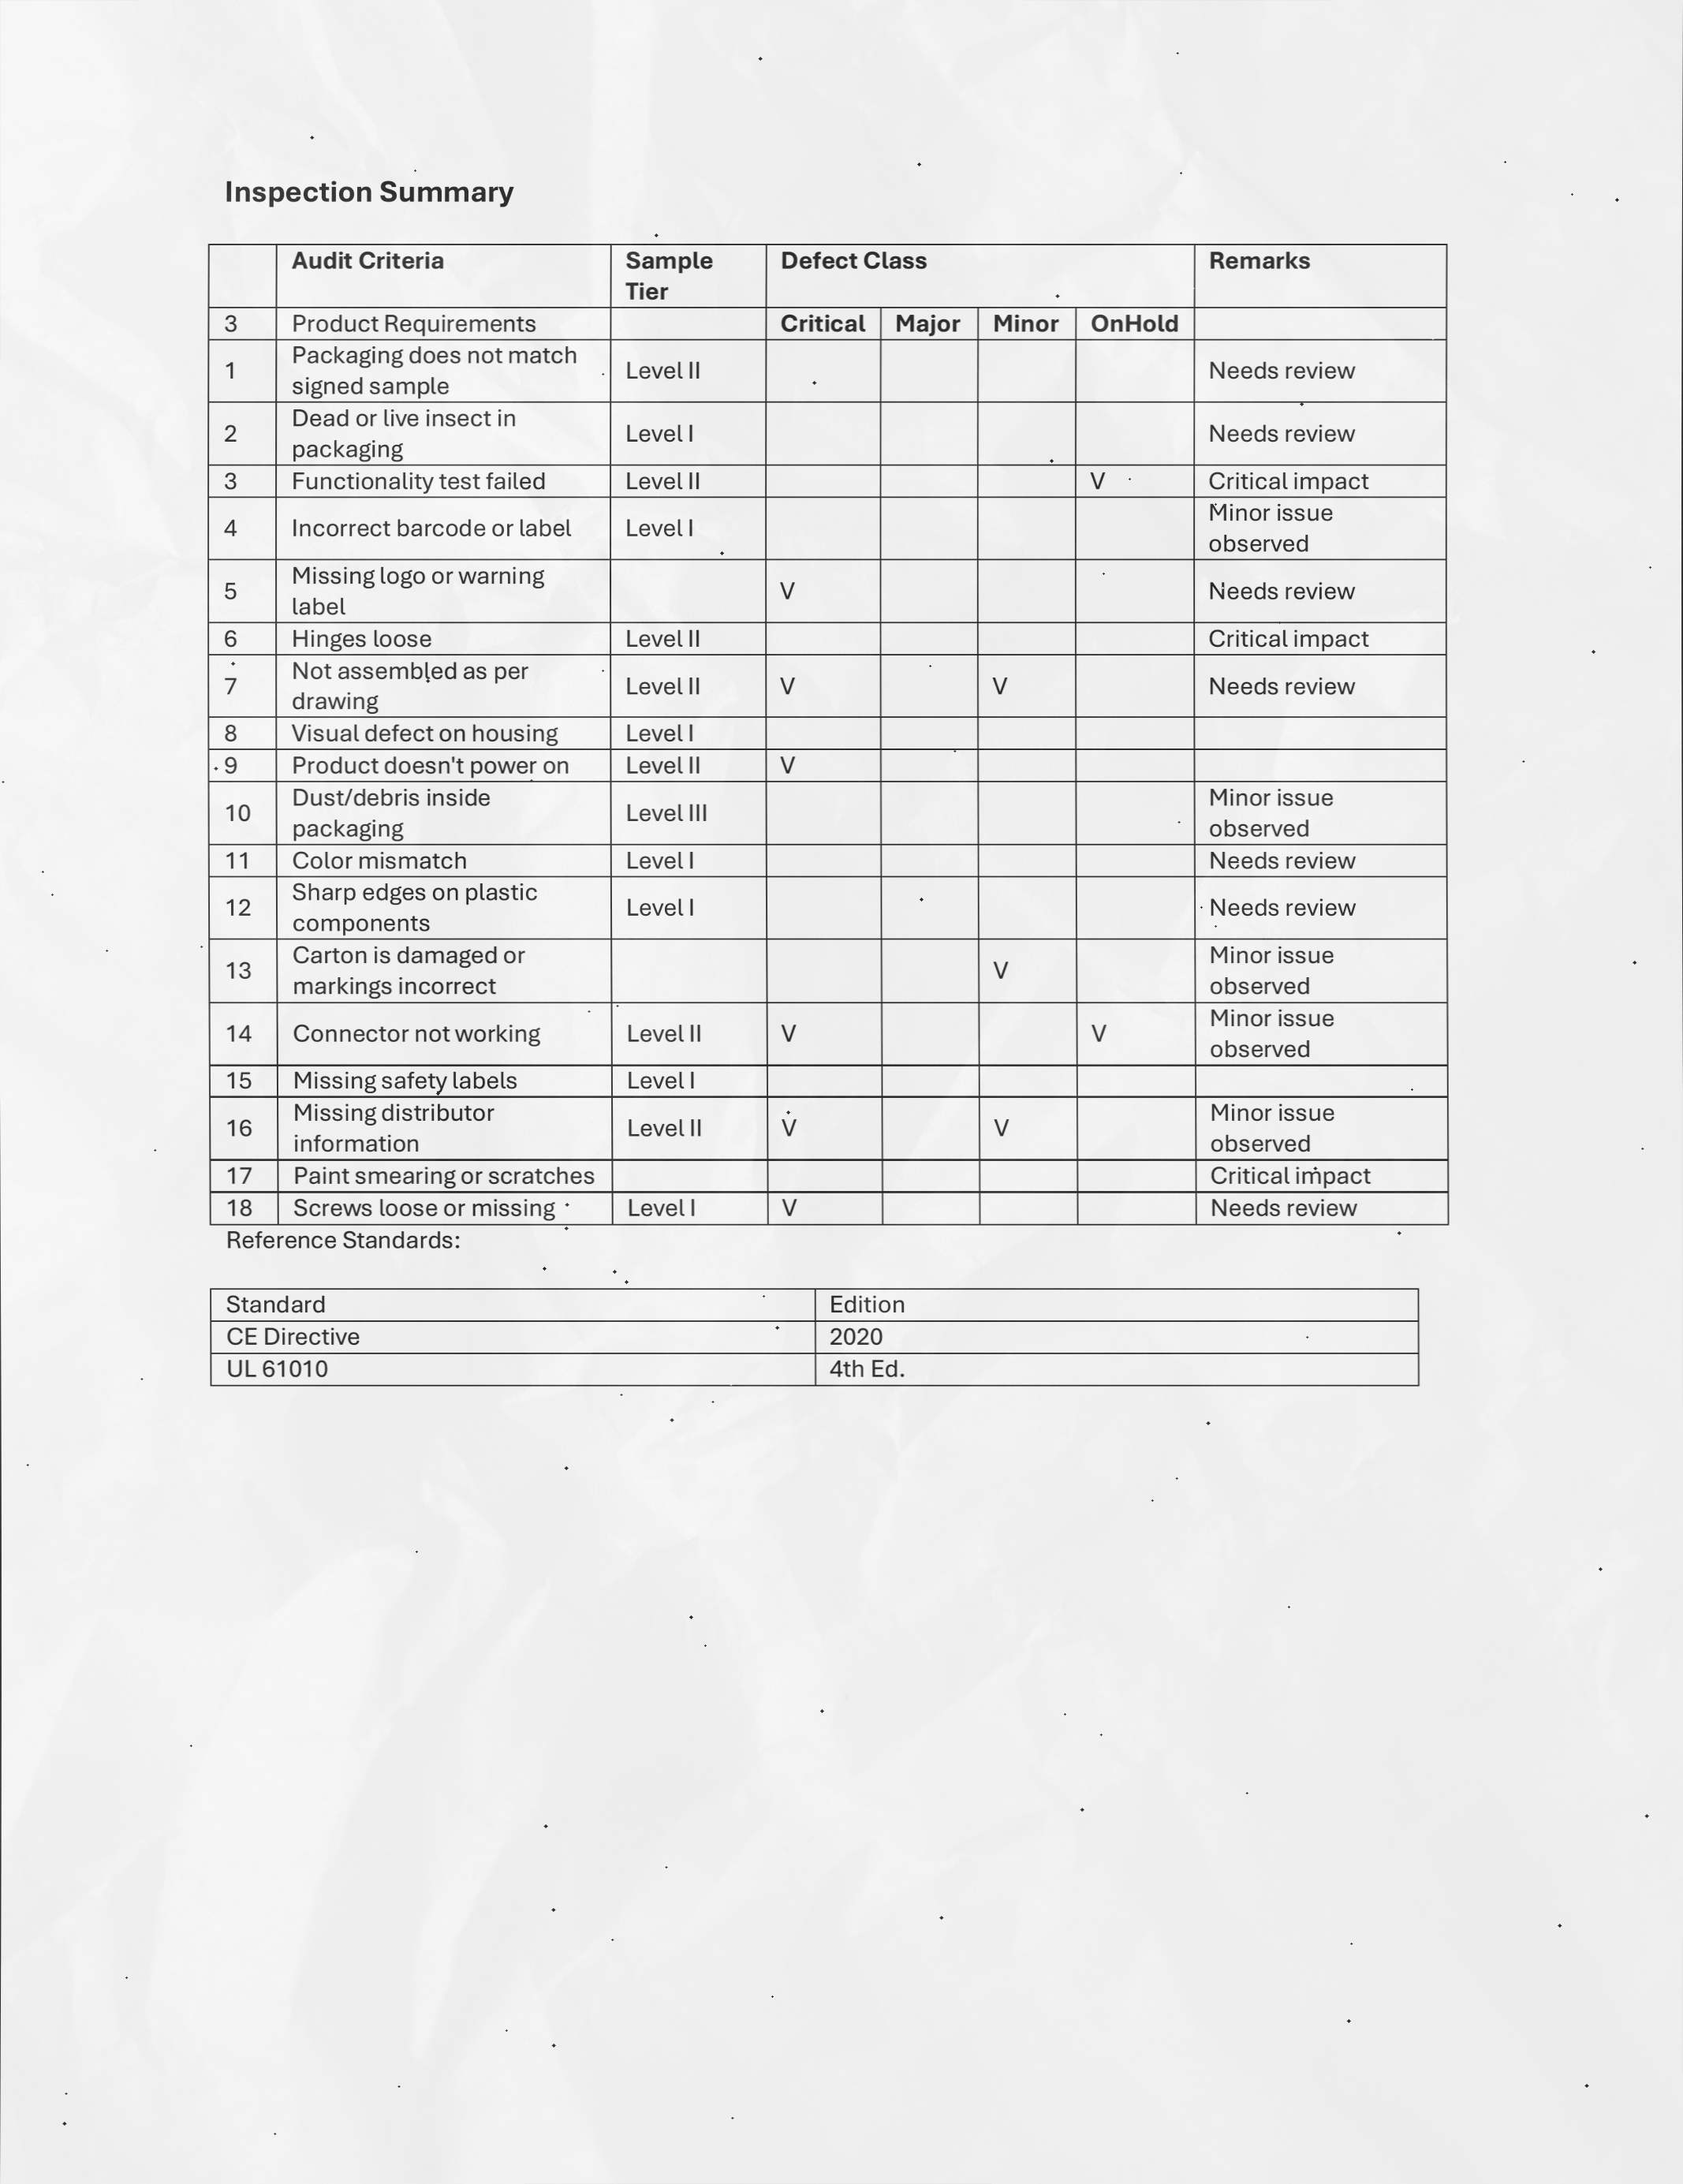 Inspection Summary
Audit Criteria Sample Defect Class Remarks
Tier
3 Product Requirements Critical Major Minor OnHold
Packaging does not match
1 Level II Needs review
signed sample
Dead or live insect in
2 Level I Needs review
packaging
3 Functionality test failed Level II V Critical impact
Minor issue
4 Incorrect barcode or label Level I
observed
Missing logo or warning
5 V Needs review
label
6 Hinges loose Level II Critical impact
Not assembled as per
7 Level II V V Needs review
drawing
8 Visual defect on housing Level I
9 Product doesn't power on Level II V
Dust/debris inside Minor issue
10 Level III
packaging observed
11 Color mismatch Level I Needs review
Sharp edges on plastic
12 Level I Needs review
components
Carton is damaged or Minor issue
13 V
markings incorrect observed
Minor issue
14 Connector not working Level II V V
observed
15 Missing safety labels Level I
Missing distributor Minor issue
16 Level II V V
information observed
17 Paint smearing or scratches Critical impact
18 Screws loose or missing Level I V Needs review
Reference Standards:
Standard Edition
CE Directive 2020
UL 61010 4th Ed.